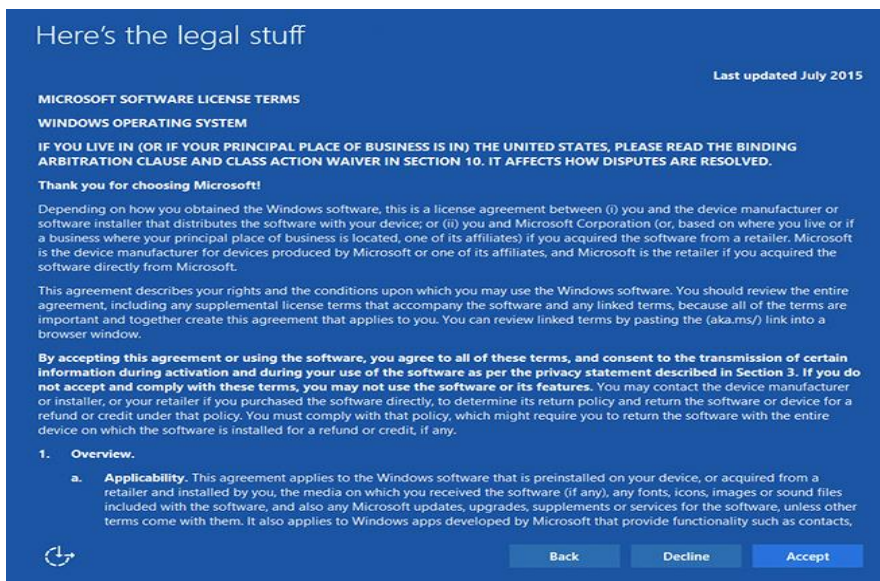 Here's the legal stuff
Last updated July 2015
MICROSOFT SOFTWARE LICENSE TERMS
WINDOWS OPERATING SYSTEM
IF YOU LIVE IN (OR IF YOUR PRINCIPAL PLACE OF BUSINESS IS IN) THE UNITED STATES, PLEASE READ THE BINDING
ARBITRATION CLAUSE AND CLASS ACTION WAIVER IN SECTION 10. IT AFFECTS HOW DISPUTES ARE RESOLVED.
Thank you for choosing Microsoft!
Depending on how you obtained the Windows software, this is a license agreement between (i) you and the device manufacturer or
software installer that distributes the software with your device; or (ii) you and Microsoft Corporation (or, based on where you live or if
a business where your principal place of business is located, one of its affiliates) if you acquired the software from a retailer. Microsoft
is the device manufacturer for devices produced by Microsoft or one of its affiliates, and Microsoft is the retailer if you acquired the
software directly from Microsoft.
This agreement describes your rights and the conditions upon which you may use the Windows software. You should review the entire
agreement, including any supplemental license terms that accompany the software and any linked terms, because all of the terms are
important and together create this agreement that applies to you. You can review linked terms by pasting the (aka.ms/) link into a
browser window.
By accepting this agreement or using the software, you agree to all of these terms, and consent to the transmission of certain
information during activation and during your use of the software as per the privacy statement described in Section 3. If you do
not accept and comply with these terms, you may not use the software or its features. You may contact the device manufacturer
or installer, or your retailer if you purchased the software directly, to determine its return policy and return the software or device for a
refund or credit under that policy. You must comply with that policy, which might require you to return the software with the entire
device on which the software is installed for a refund or credit, if any.
1. Overview.
a. Applicability. This agreement applies to the Windows software that is preinstalled on your device, or acquired from a
retailer and installed by you, the media on which you received the software (if any), any fonts, icons, images or sound files
included with the software, and also any Microsoft updates, upgrades, supplements or services for the software, unless other
terms come with them. It also applies to Windows apps developed by Microsoft that provide functionality such as contacts,
Back Decline Accept